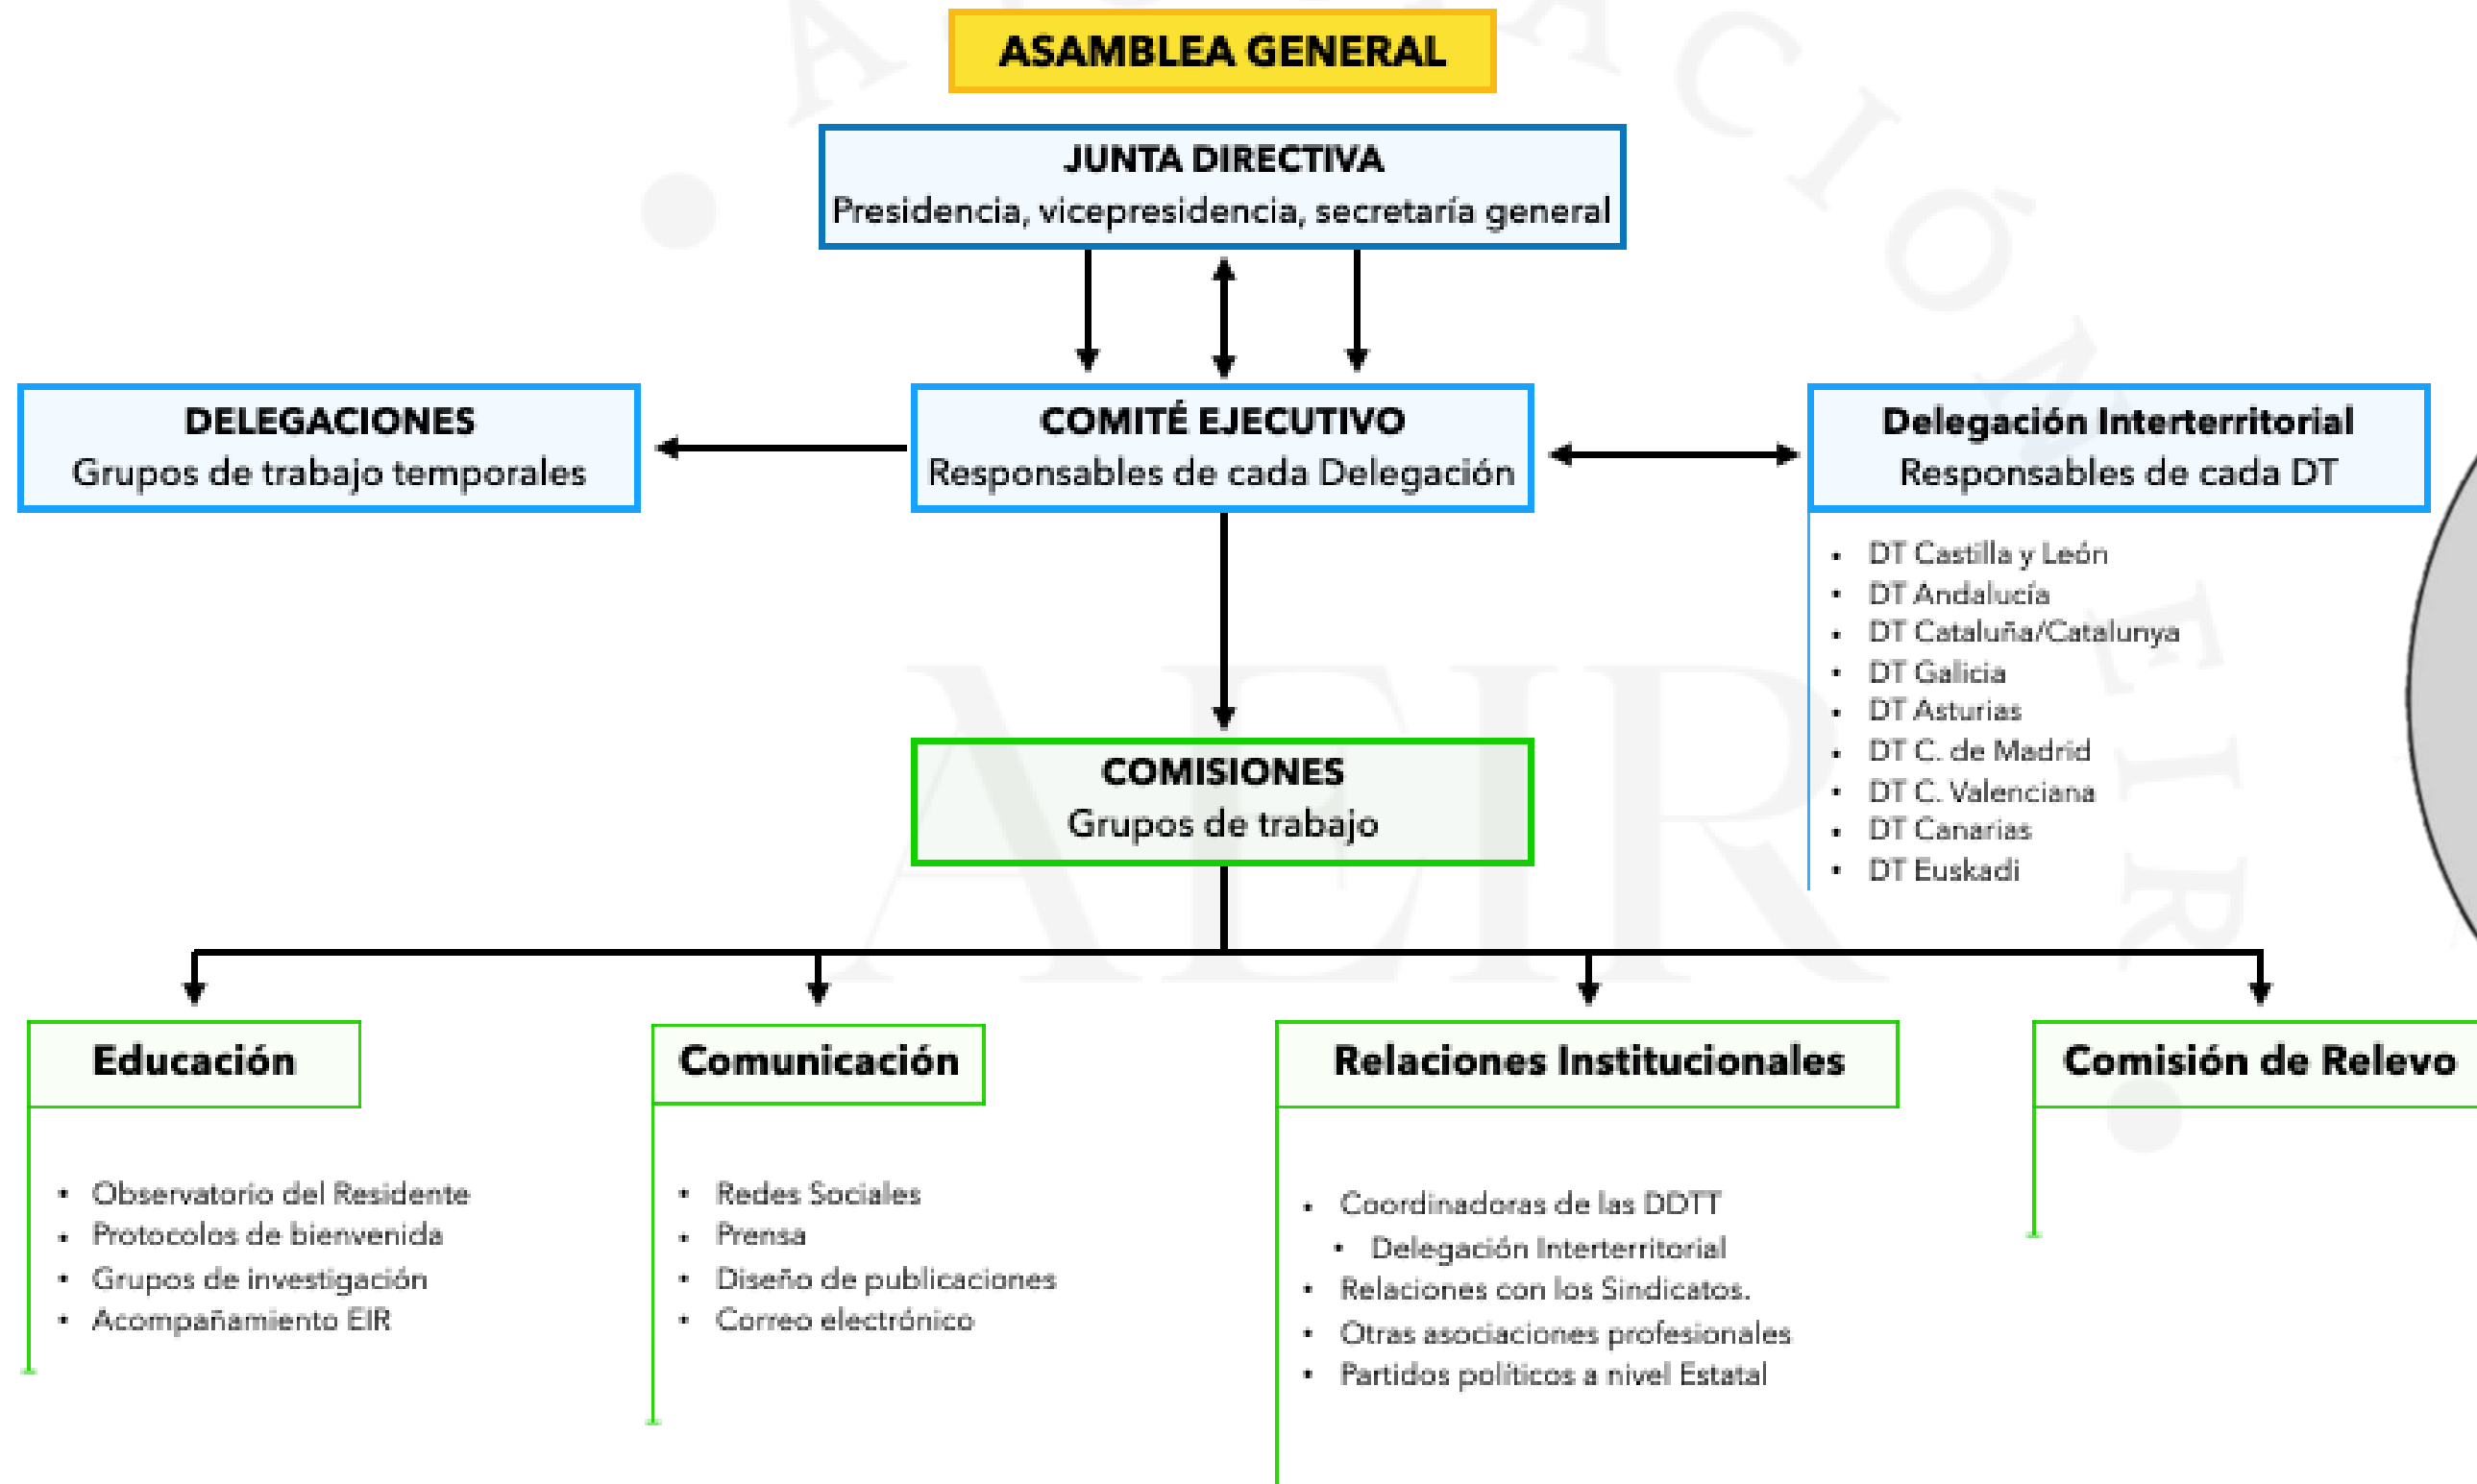 ASAMBLEA GENERAL
JUNTA DIRECTIVA
Presidencia, vicepresidencia, secretaría general
DELEGACIONES
Grupos de trabajo temporales
COMITÉ EJECUTIVO
Responsables de cada Delegación
Delegación Interterritorial
Responsables de cada DT
• DT Castilla y León
• DT Andalucía
• DT Cataluña/Catalunya
• DT Galicia
• DT Asturias
• DT C. de Madrid
• DT C. Valenciana
• DT Canarias
• DT Euskadi
COMISIONES
Grupos de trabajo
Educación
• Observatorio del Residente
• Protocolos de bienvenida
• Grupos de investigación
• Acompañamiento EIR
Comunicación
• Redes Sociales
• Prensa
• Diseño de publicaciones
• Correo electrónico
Relaciones Institucionales
• Coordinadoras de las DDTT
• Delegación Interterritorial
• Relaciones con los Sindicatos.
• Otras asociaciones profesionales
• Partidos políticos a nivel Estatal
Comisión de Relevo
ASOCIACIÓN EIR
AEIR